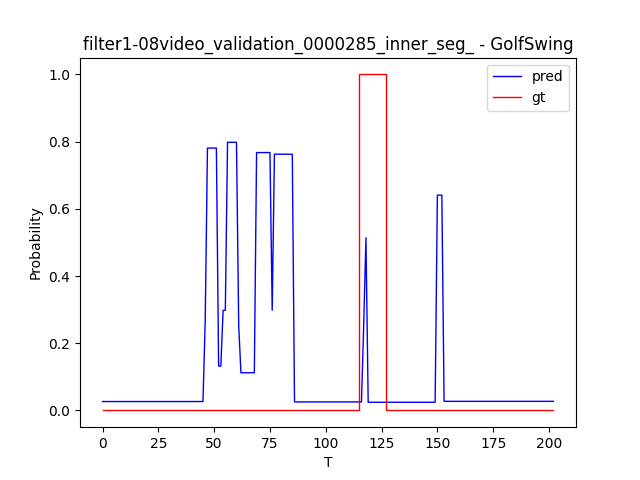 filter1-08video_validation_0000285_inner_seg_ - GolfSwing
pred
gt
1.0
0.8
0.6
0.4
0.2
0.0
Probability
0 25 50 75 100 125 150 175 200
T